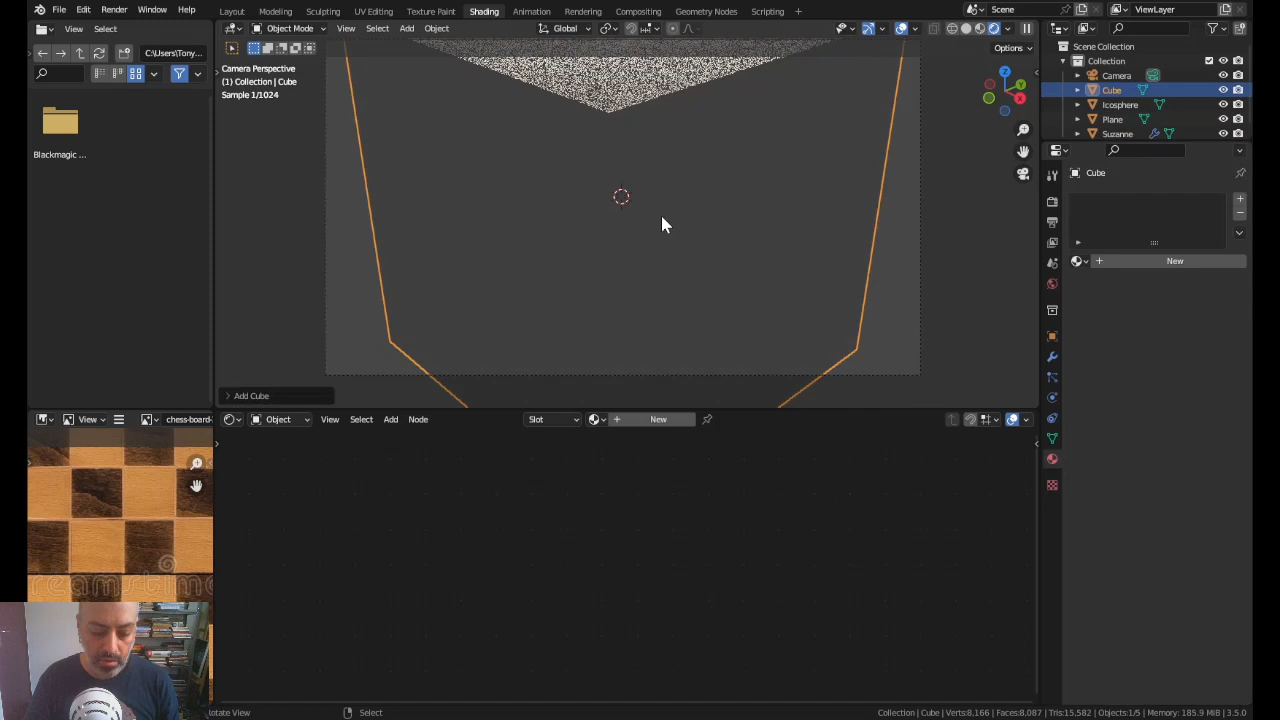 File Edit Render Window Help
Layout Modeling Sculpting UV Editing Texture Paint Shading Animation Rendering Compositing Geometry Nodes Scripting +
Scene
ViewLayer
View Select
Object Mode View Select Add Object
Global
Options
C:\Users\Tony...
Blackmagic ...
Camera Perspective
(1) Collection | Cube
Sample 1/1024
Z
Y
X
Add Cube
Scene Collection
Collection
Camera
Cube
Icosphere
Plane
Suzanne
Cube
New
View
chess-board-
Object View Select Add Node
Slot
New
reamstime
otate View
Select
Collection | Cube | Verts:8,166 | Faces:8,087 | Tris:15,582 | Objects:1/5 | Memory: 185.9 MiB | 3.5.0